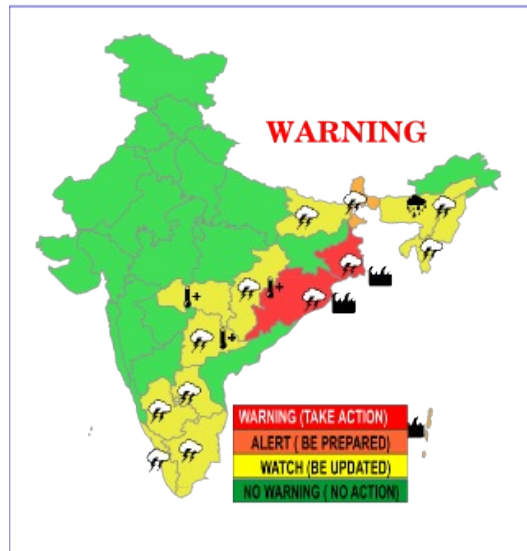 WARNING
WARNING (TAKE ACTION)
ALERT ( BE PREPARED)
WATCH (BE UPDATED)
NO WARNING ( NO ACTION)